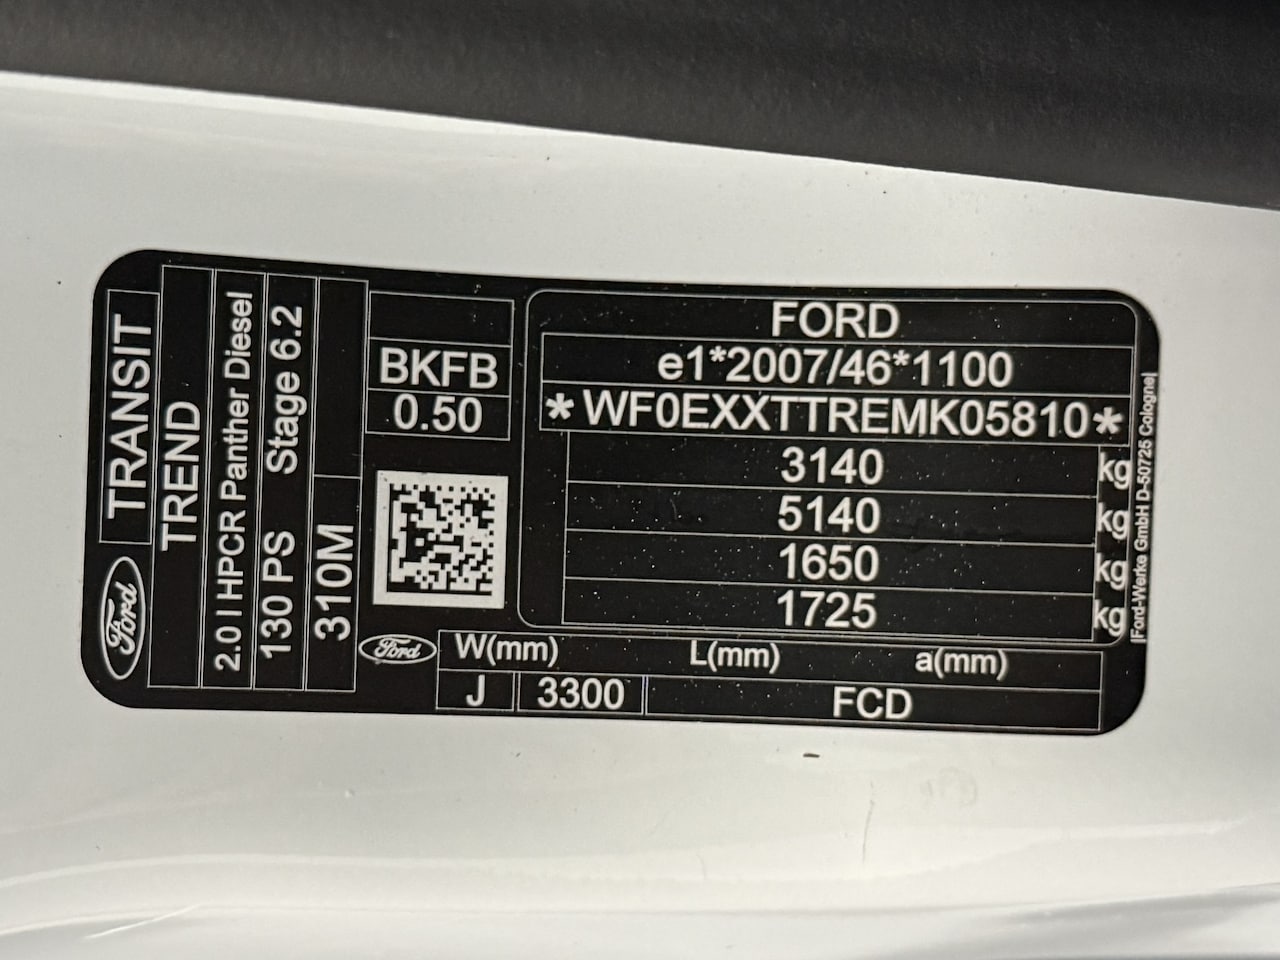 Ford TRANSIT
TREND
2.0 l HPCR Panther Diesel
130 PS Stage 6.2
310M
BKFB
0.50
FORD
e1*2007/46*1100
*WF0EXXTTREMK05810*
3140 kg
5140 kg
1650 kg
1725 kg
|Ford-Werke GmbH D-50725 Cologne|
Ford W(mm) L(mm) a(mm)
J 3300 FCD